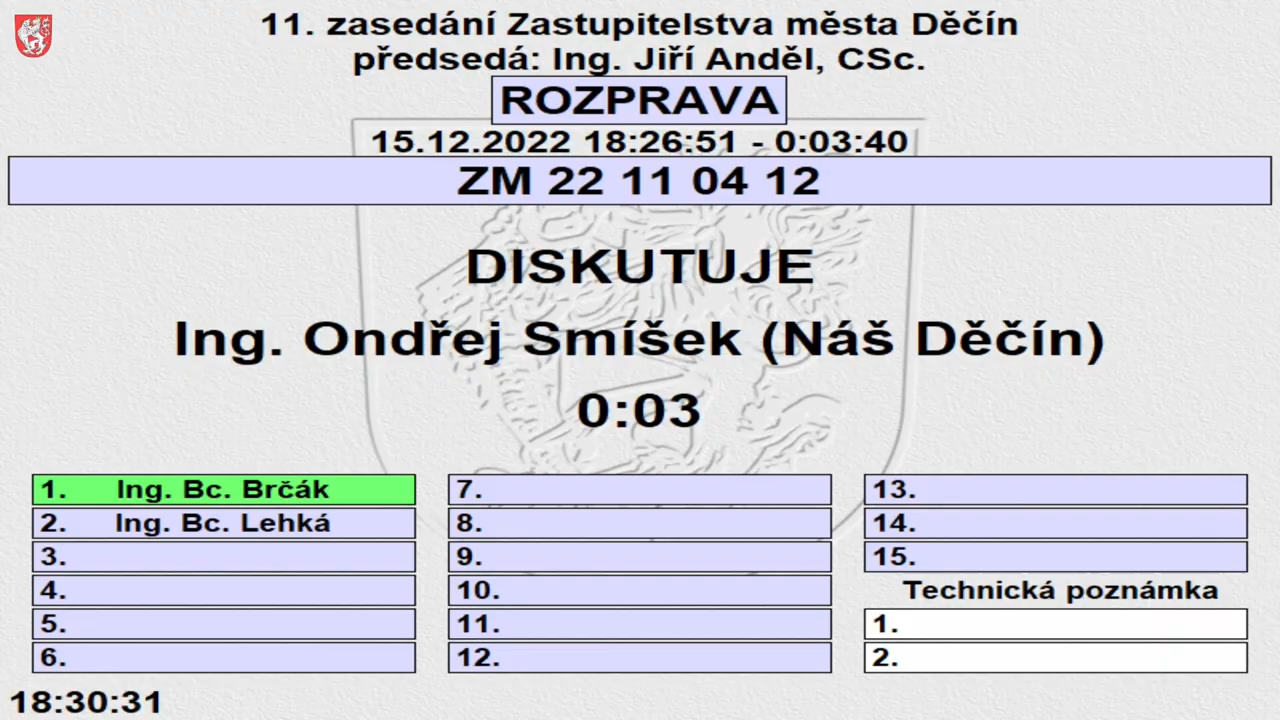 11. zasedání Zastupitelstva města Děčín
předsedá: Ing. Jiří Anděl, CSc.
ROZPRAVA
15.12.2022 18:26:51 - 0:03:40
ZM 22 11 04 12
DISKUTUJE
Ing. Ondřej Smíšek (Náš Děčín)
0:03
1. Ing. Bc. Brčák
2. Ing. Bc. Lehká
3.
4.
5.
6.
7.
8.
9.
10.
11.
12.
13.
14.
15.
Technická poznámka
1.
2.
18:30:31